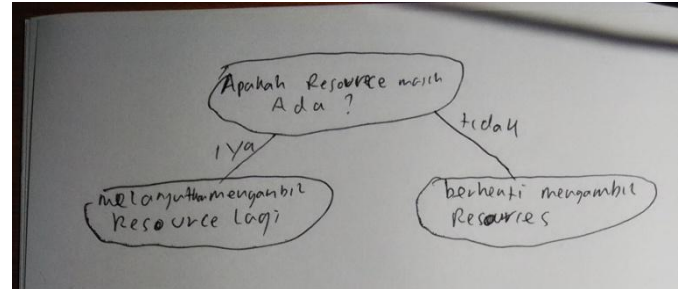 Apakah Resource masih
Ada ?
iya
tidak
melanjutkan mengambil
Resource lagi
berhenti mengambil
Resources